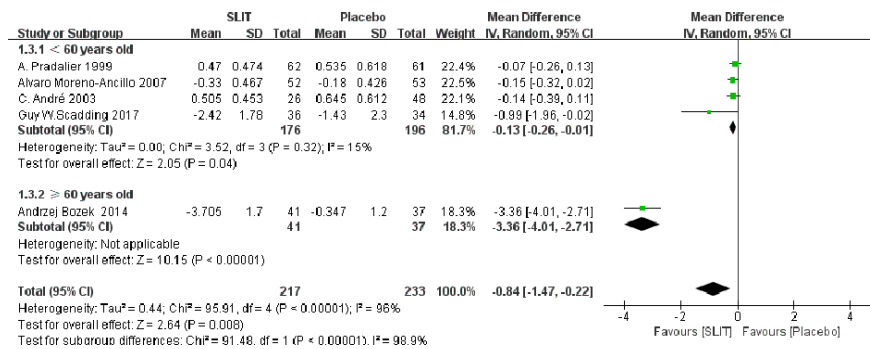 SLIT Placebo Mean Difference Mean Difference
Study or Subgroup Mean SD Total Mean SD Total Weight IV, Random, 95% CI IV, Random, 95% CI
1.3.1 < 60 years old
A. Pradalier 1999 0.47 0.474 62 0.535 0.618 61 22.4% -0.07 [-0.26, 0.13]
Alvaro Moreno-Ancillo 2007 -0.33 0.467 52 -0.18 0.426 53 22.5% -0.15 [-0.32, 0.02]
C. André 2003 0.505 0.453 26 0.645 0.612 48 22.1% -0.14 [-0.39, 0.11]
Guy W.Scadding 2017 -2.42 1.78 36 -1.43 2.3 34 14.8% -0.99 [-1.96, -0.02]
Subtotal (95% CI) 176 196 81.7% -0.13 [-0.26, -0.01]
Heterogeneity: Tau² = 0.00; Chi² = 3.52, df = 3 (P = 0.32); I² = 15%
Test for overall effect: Z = 2.05 (P = 0.04)
1.3.2 ≥ 60 years old
Andrzej Bozek 2014 -3.705 1.7 41 -0.347 1.2 37 18.3% -3.36 [-4.01, -2.71]
Subtotal (95% CI) 41 37 18.3% -3.36 [-4.01, -2.71]
Heterogeneity: Not applicable
Test for overall effect: Z = 10.15 (P < 0.00001)
Total (95% CI) 217 233 100.0% -0.84 [-1.47, -0.22]
Heterogeneity: Tau² = 0.44; Chi² = 95.91, df = 4 (P < 0.00001); I² = 96%
Test for overall effect: Z = 2.64 (P = 0.008)
Test for subgroup differences: Chi² = 91.48, df = 1 (P < 0.00001), I² = 98.9%
-4 -2 0 2 4
Favours [SLIT] Favours [Placebo]